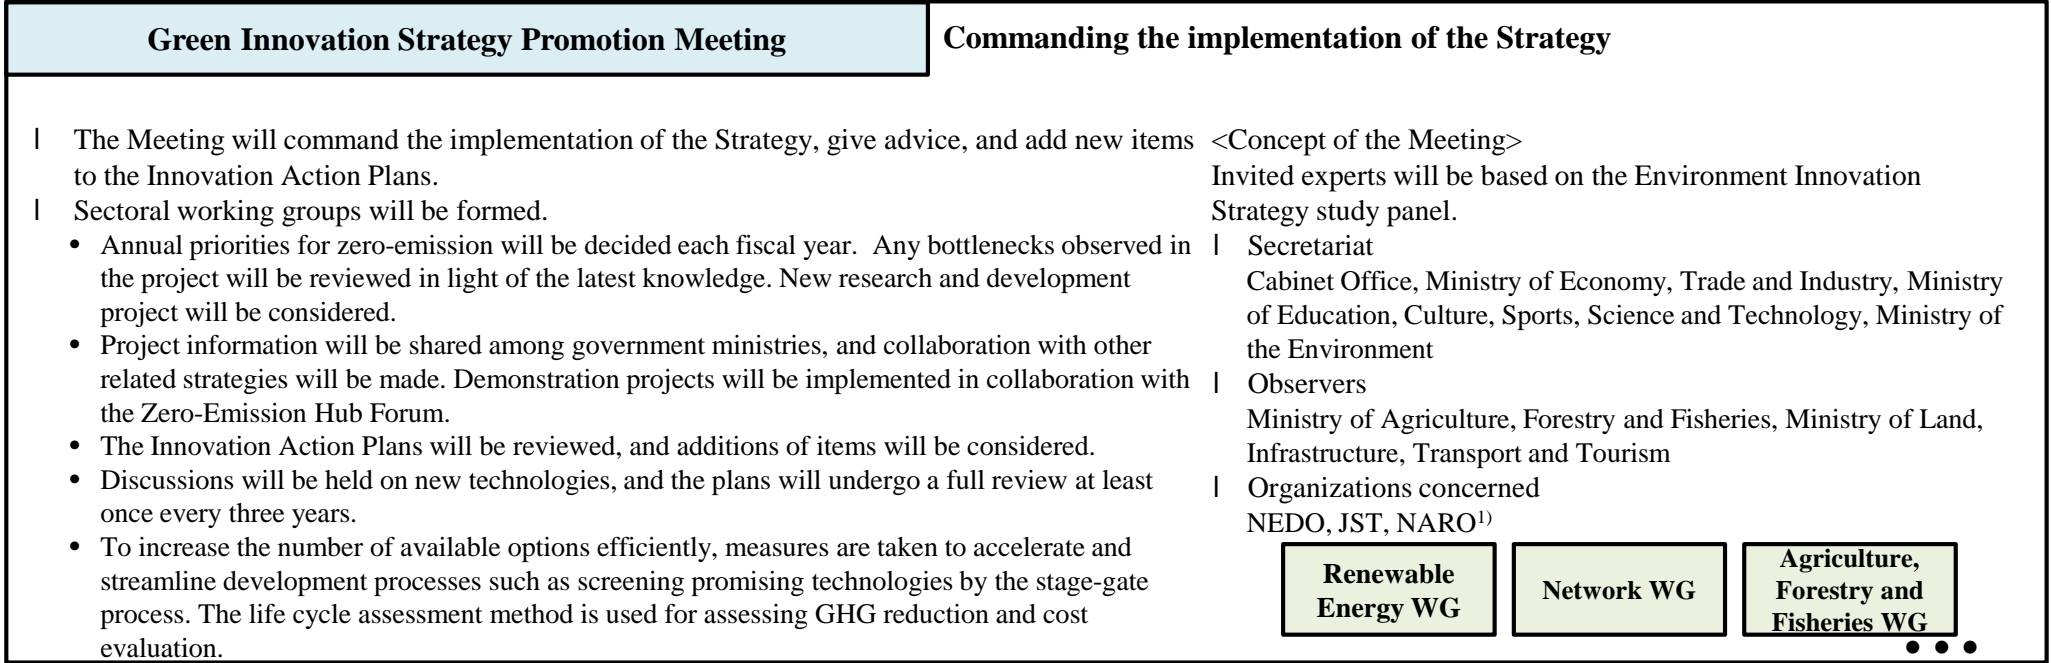 Green Innovation Strategy Promotion Meeting
Commanding the implementation of the Strategy
l The Meeting will command the implementation of the Strategy, give advice, and add new items
to the Innovation Action Plans.
l Sectoral working groups will be formed.
• Annual priorities for zero-emission will be decided each fiscal year. Any bottlenecks observed in
the project will be reviewed in light of the latest knowledge. New research and development
project will be considered.
• Project information will be shared among government ministries, and collaboration with other
related strategies will be made. Demonstration projects will be implemented in collaboration with
the Zero-Emission Hub Forum.
• The Innovation Action Plans will be reviewed, and additions of items will be considered.
• Discussions will be held on new technologies, and the plans will undergo a full review at least
once every three years.
• To increase the number of available options efficiently, measures are taken to accelerate and
streamline development processes such as screening promising technologies by the stage-gate
process. The life cycle assessment method is used for assessing GHG reduction and cost
evaluation.
<Concept of the Meeting>
Invited experts will be based on the Environment Innovation
Strategy study panel.
l Secretariat
Cabinet Office, Ministry of Economy, Trade and Industry, Ministry
of Education, Culture, Sports, Science and Technology, Ministry of
the Environment
l Observers
Ministry of Agriculture, Forestry and Fisheries, Ministry of Land,
Infrastructure, Transport and Tourism
l Organizations concerned
NEDO, JST, NARO1)
Renewable
Energy WG
Network WG
Agriculture,
Forestry and
Fisheries WG
• • •